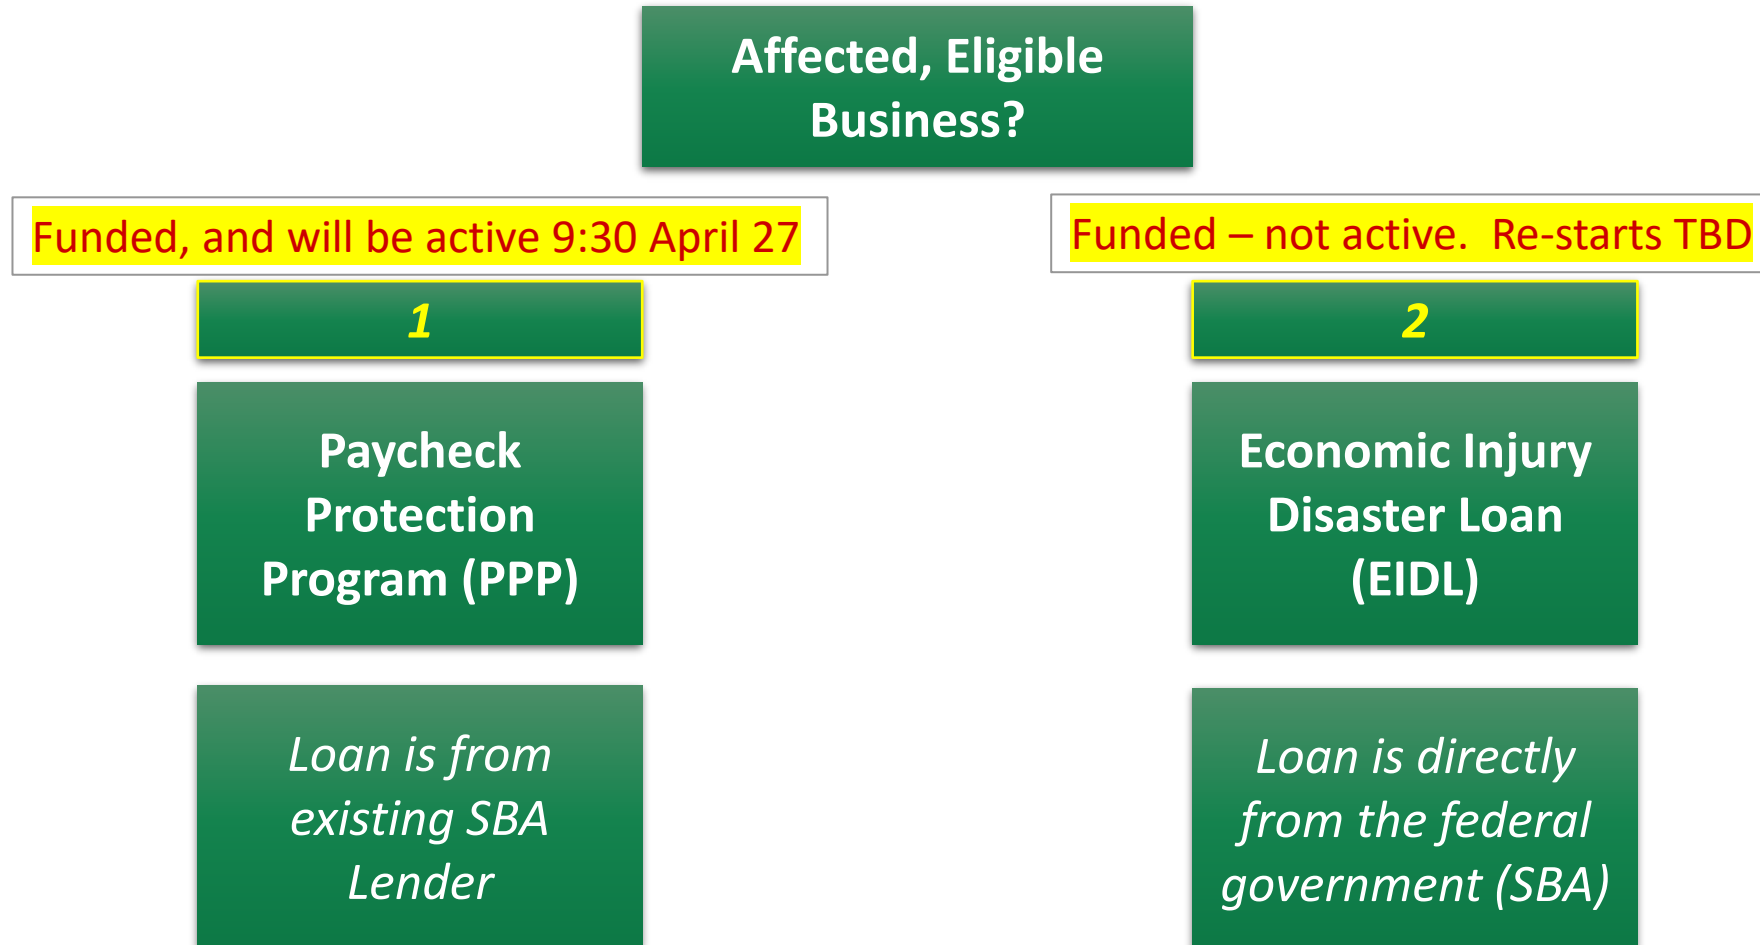 Affected, Eligible
Business?
Funded, and will be active 9:30 April 27
Funded – not active.  Re-starts TBD
1
2
Paycheck
Protection
Program (PPP)
Economic Injury
Disaster Loan
(EIDL)
Loan is from
existing SBA
Lender
Loan is directly
from the federal
government (SBA)